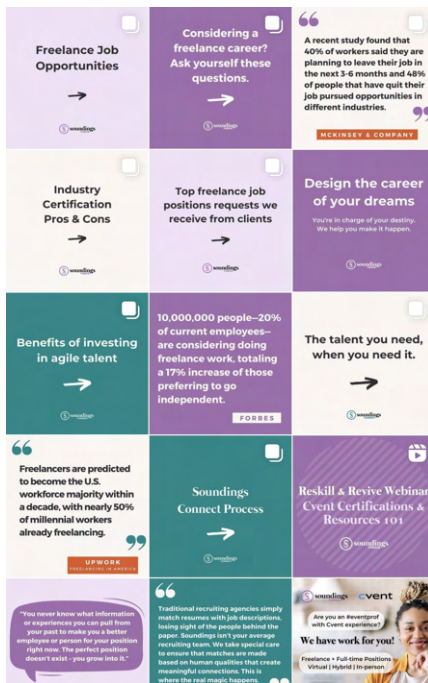 Freelance Job
Opportunities
soundings
Considering a
freelance career?
Ask yourself these
questions.
soundings
A recent study found that
40% of workers said they are
planning to leave their job in
the next 3-6 months and 48%
of people that have quit their
job pursued opportunities in
different industries.
MCKINSEY & COMPANY
Industry
Certification
Pros & Cons
soundings
Top freelance job
positions requests we
receive from clients
soundings
Design the career
of your dreams
You're in charge of your destiny.
We help you make it happen.
soundings
Benefits of investing
in agile talent
soundings
10,000,000 people—20%
of current employees—
are considering doing
freelance work, totaling
a 17% increase of those
preferring to go
independent.
FORBES
The talent you need,
when you need it.
soundings
Freelancers are predicted
to become the U.S.
workforce majority within
a decade, with nearly 50%
of millennial workers
already freelancing.
UPWORK
FREELANCING IN AMERICA
Soundings
Connect Process
soundings
Reskill & Revive Webinar
Cvent Certifications &
Resources 101
soundings
"You never know what information
or experiences you can pull from
your past to make you a better
employee or person for your position
right now. The perfect position
doesn't exist - you grow into it."
Traditional recruiting agencies simply
match resumes with job descriptions,
losing sight of the people behind the
paper. Soundings isn't your average
recruiting team. We take special care
to ensure that matches are made
based on human qualities that create
meaningful connections. This is
where the real magic happens.
soundings
cvent
Are you an #eventprof
with Cvent experience?
We have work for you!
Freelance • Full-time Positions
Virtual | Hybrid | In-person